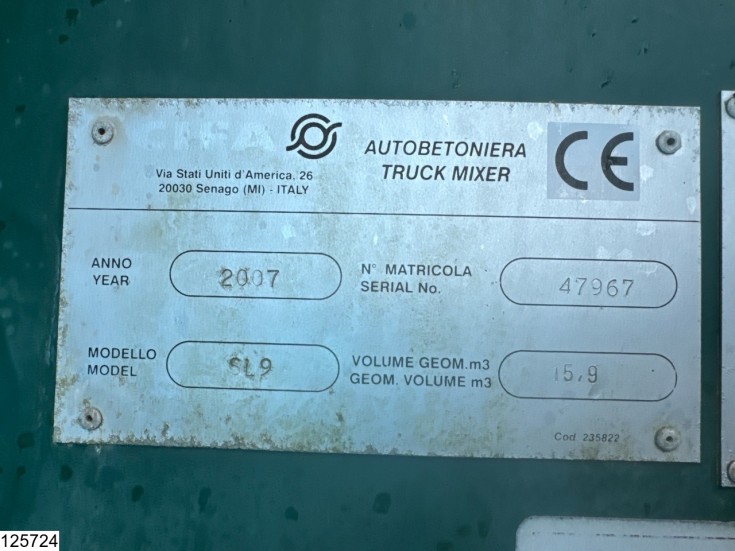 CIFA
Via Stati Uniti d'America, 26
20030 Senago (MI) - ITALY
AUTOBETONIERA
TRUCK MIXER
CE
ANNO
YEAR
2007
N° MATRICOLA
SERIAL No.
47967
MODELLO
MODEL
SL9
VOLUME GEOM.m3
GEOM. VOLUME m3
15,9
Cod 235822
125724